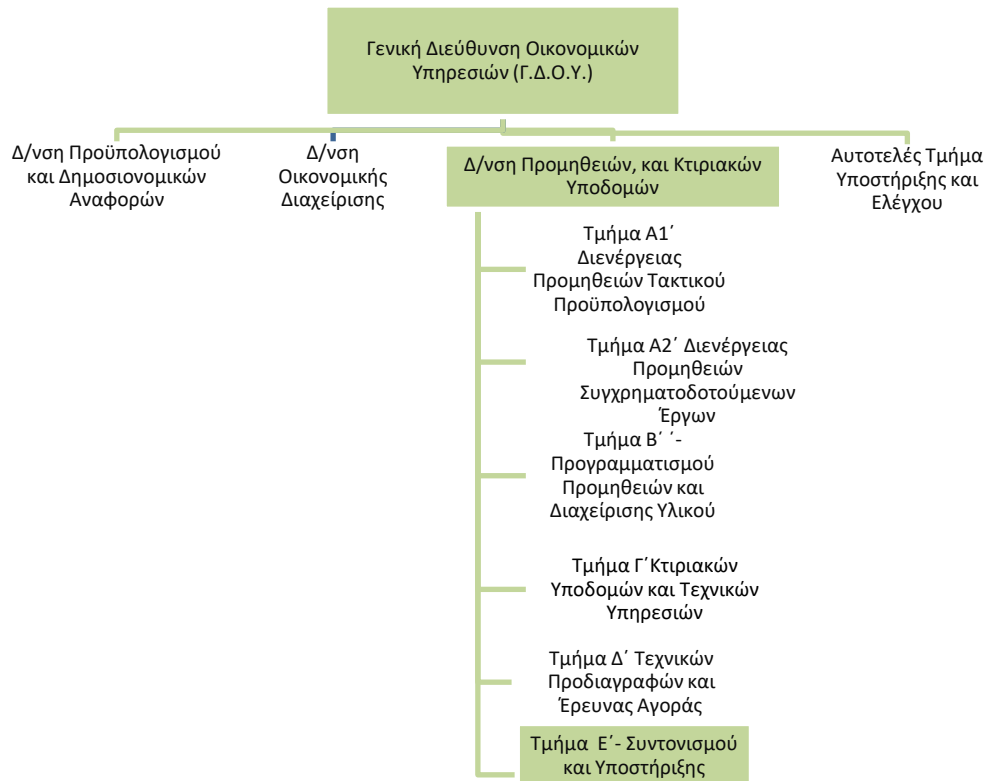 Γενική Διεύθυνση Οικονομικών
Υπηρεσιών (Γ.Δ.Ο.Υ.)
Δ/νση Προϋπολογισμού
και Δημοσιονομικών
Αναφορών
Δ/νση
Οικονομικής
Διαχείρισης
Δ/νση Προμηθειών, και Κτιριακών
Υποδομών
Αυτοτελές Τμήμα
Υποστήριξης και
Ελέγχου
Τμήμα Α1΄
Διενέργειας
Προμηθειών Τακτικού
Προϋπολογισμού
Τμήμα Α2΄ Διενέργειας
Προμηθειών
Συγχρηματοδοτούμενων
Έργων
Τμήμα Β΄ ΄-
Προγραμματισμού
Προμηθειών και
Διαχείρισης Υλικού
Τμήμα Γ΄Κτιριακών
Υποδομών και Τεχνικών
Υπηρεσιών
Τμήμα Δ΄ Τεχνικών
Προδιαγραφών και
Έρευνας Αγοράς
Τμήμα Ε΄- Συντονισμού
και Υποστήριξης